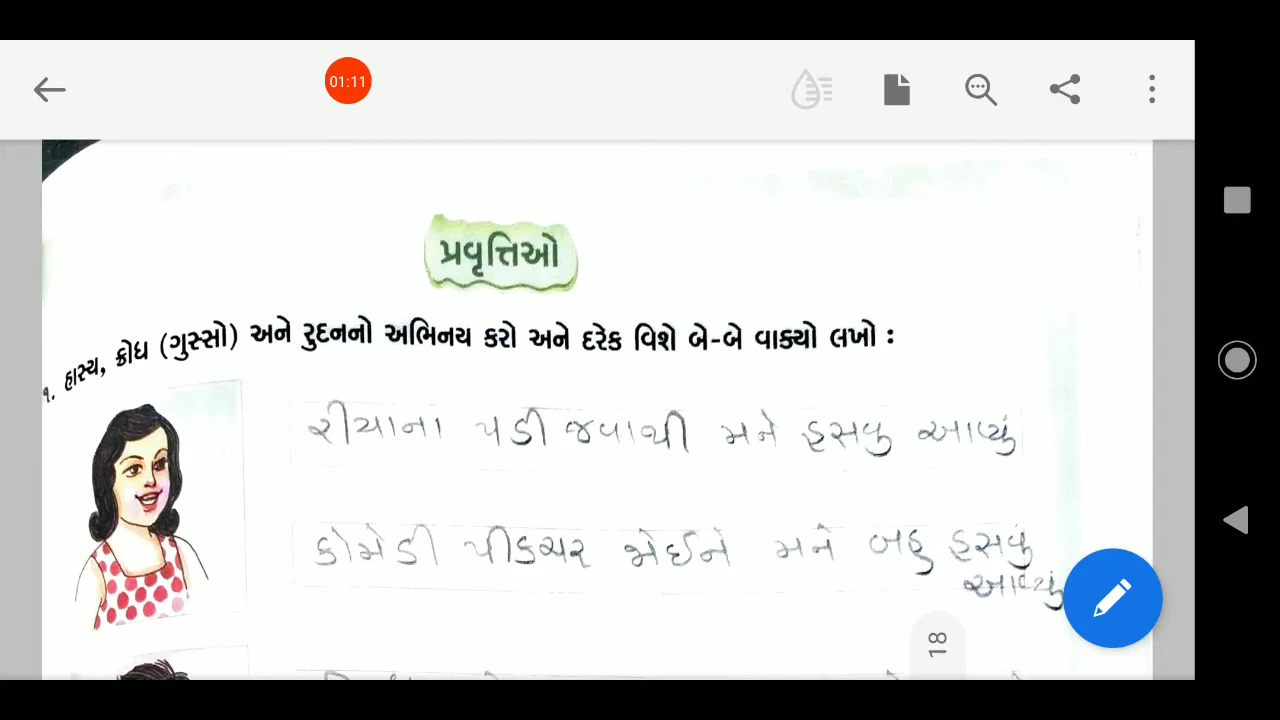 01:11
પ્રવૃત્તિઓ
૧. હાસ્ય, ક્રોધ (ગુસ્સો) અને રુદનનો અભિનય કરો અને દરેક વિશે બે-બે વાક્યો લખો :
રીયાના પડી જવાથી મને હસવુ આવ્યું
કોમેડી પીકચર જોઈને મને બહુ હસવું
આવ્યું
18